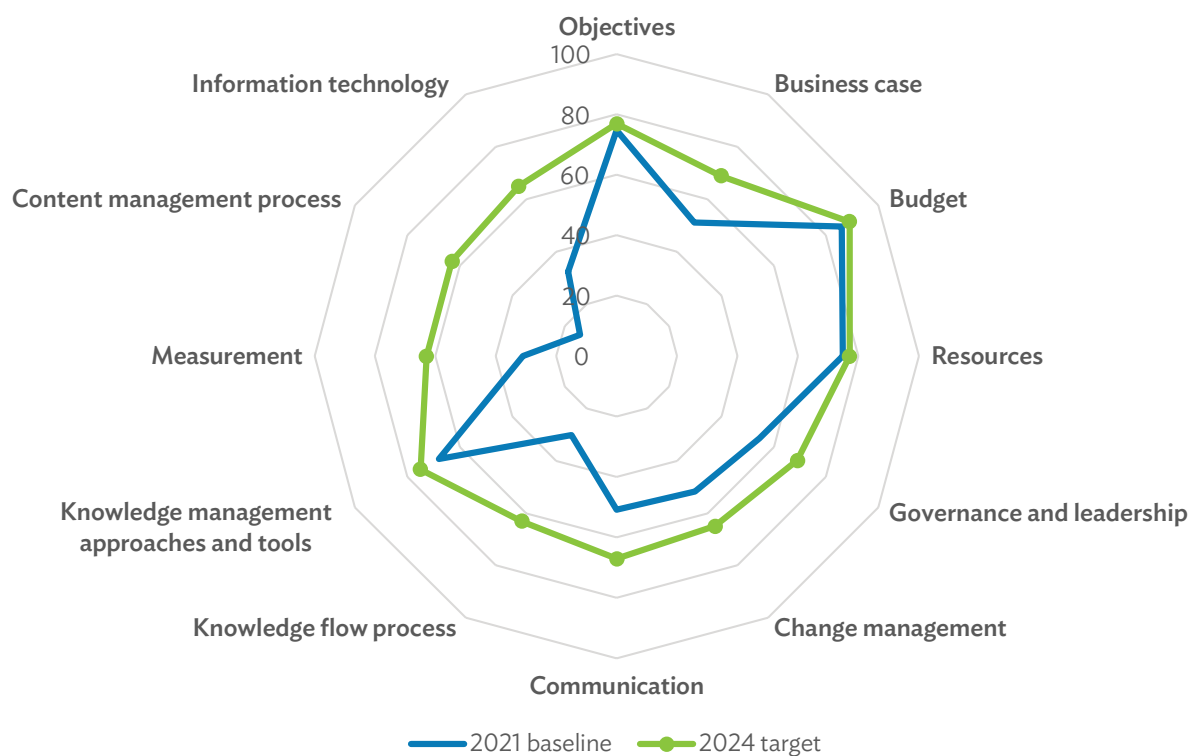 Objectives
100
Information technology
Business case
80
Content management process
60
Budget
40
20
Measurement
0
Resources
Knowledge management
approaches and tools
Governance and leadership
Knowledge flow process
Change management
Communication
2021 baseline
2024 target